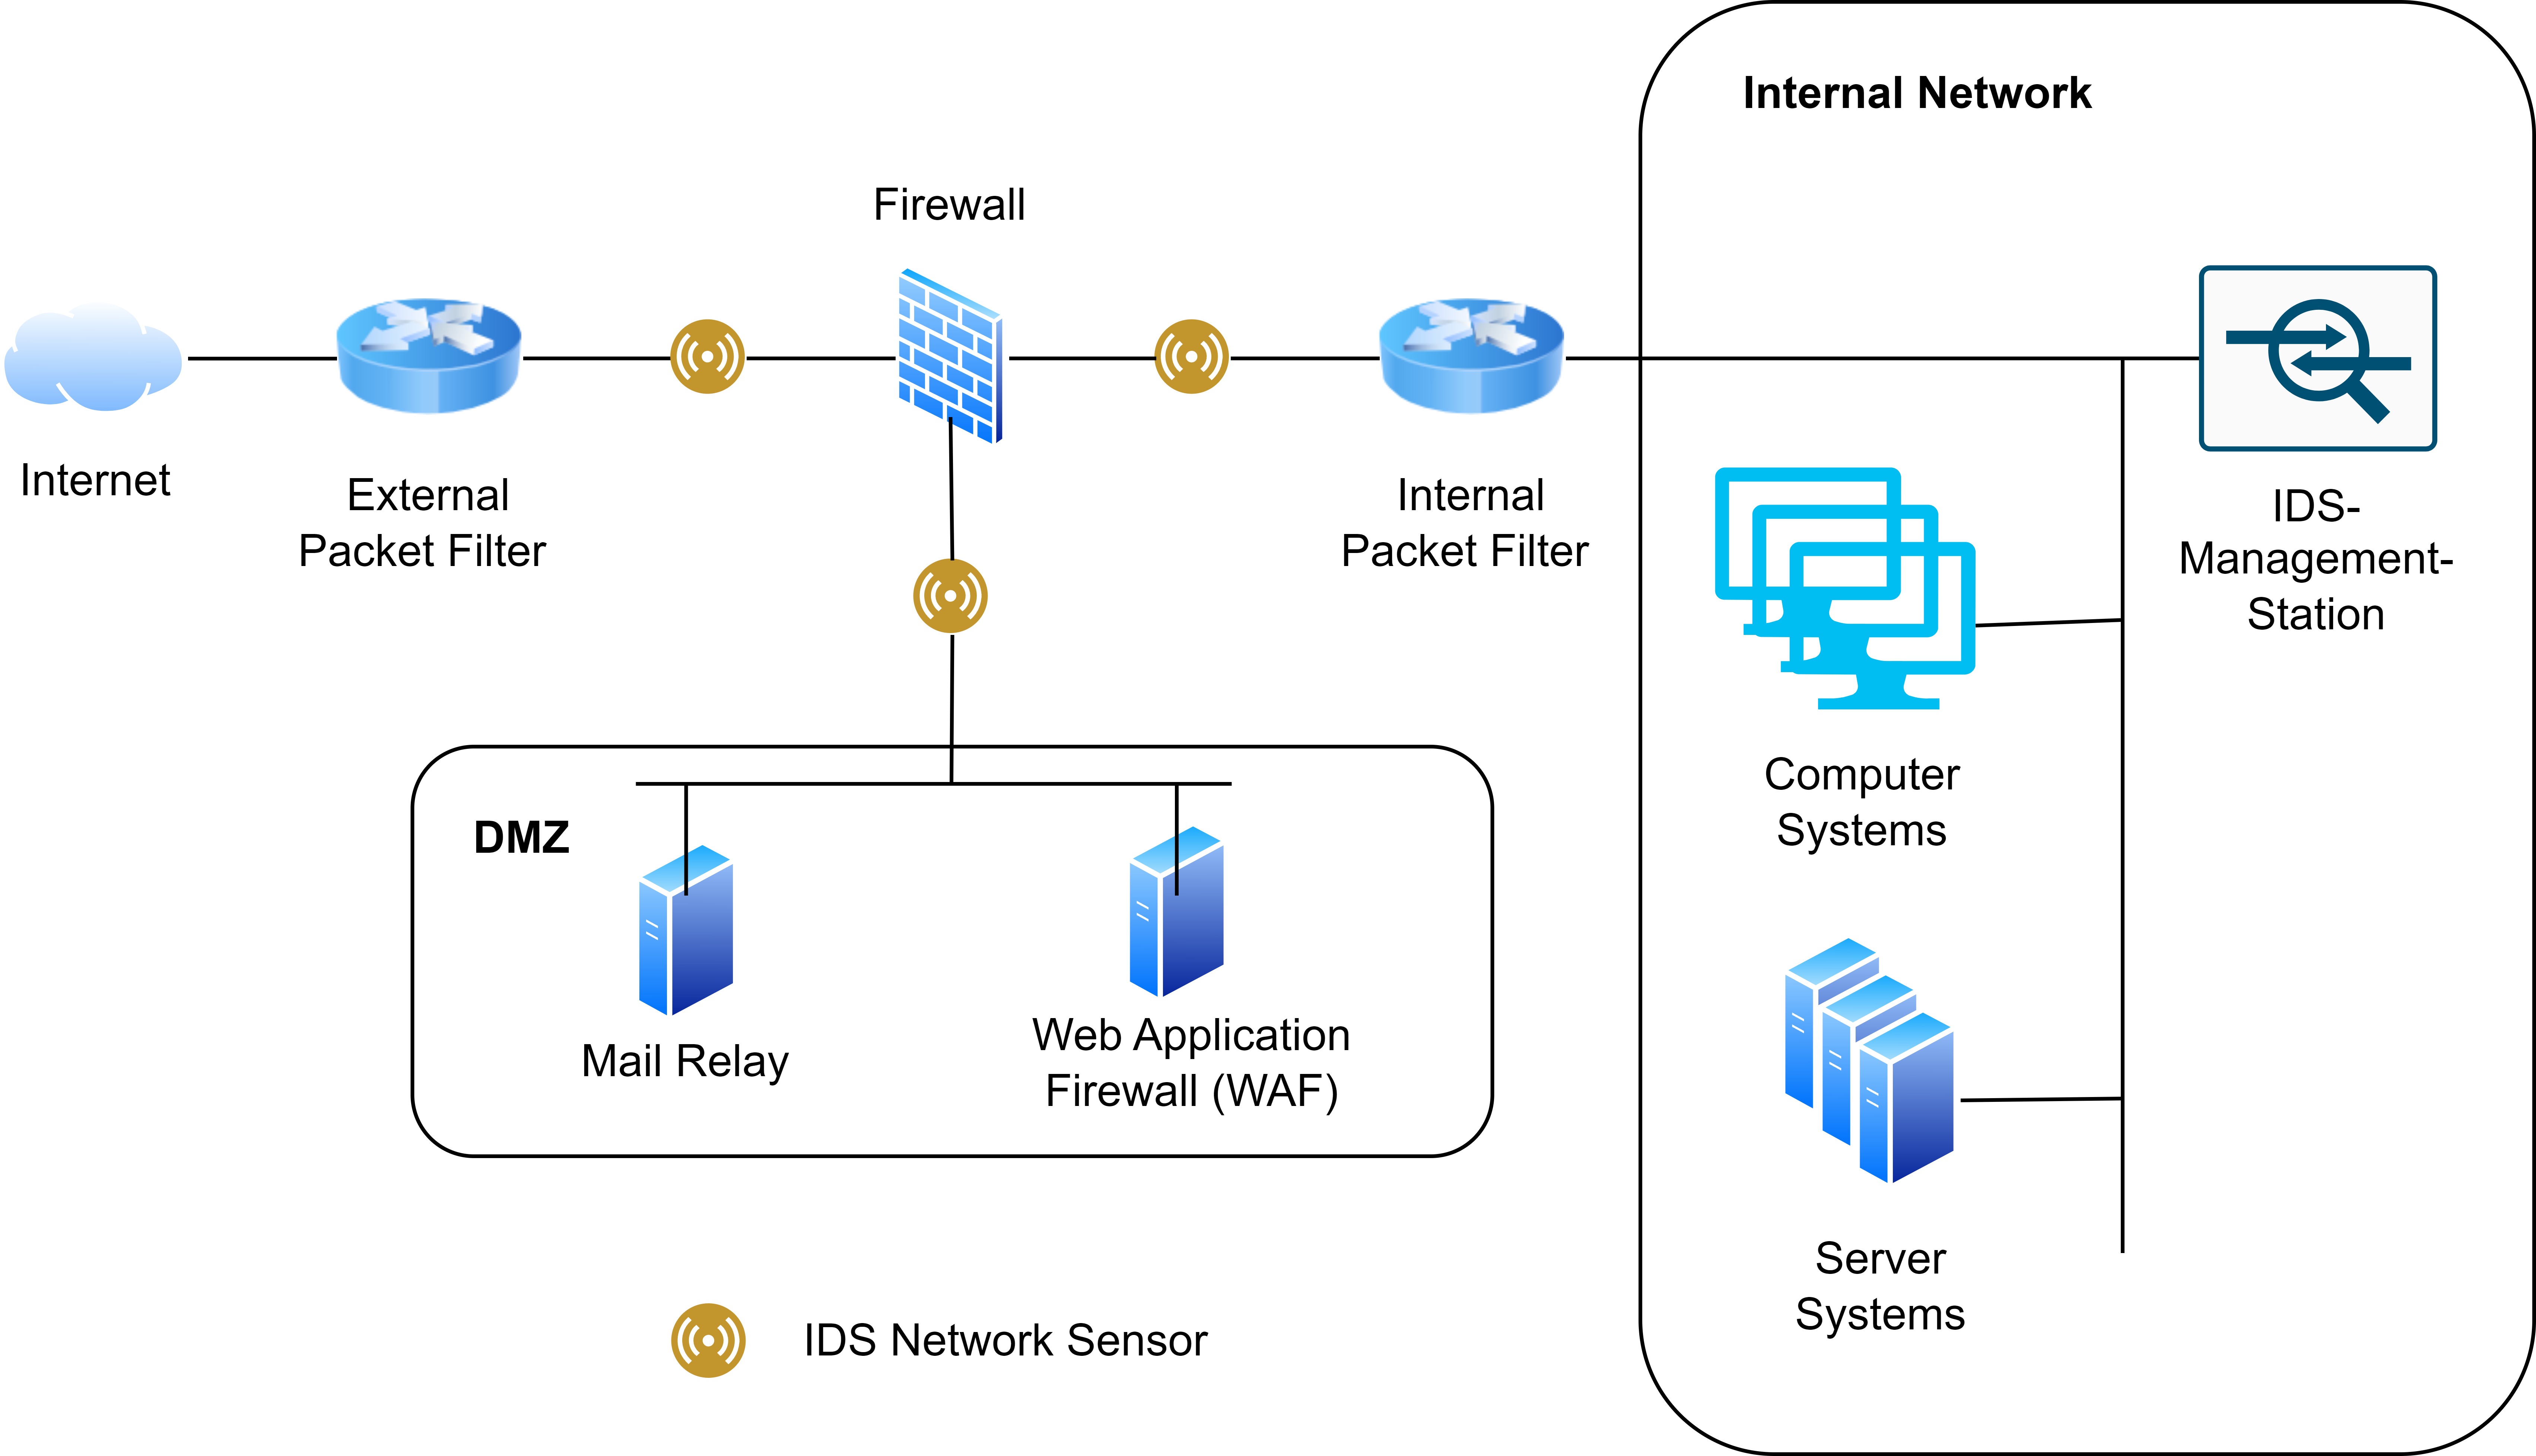 Internal Network
Firewall
Internet
External
Packet Filter
Internal
Packet Filter
IDS-
Management-
Station
Computer
Systems
DMZ
Mail Relay
Web Application
Firewall (WAF)
Server
Systems
IDS Network Sensor